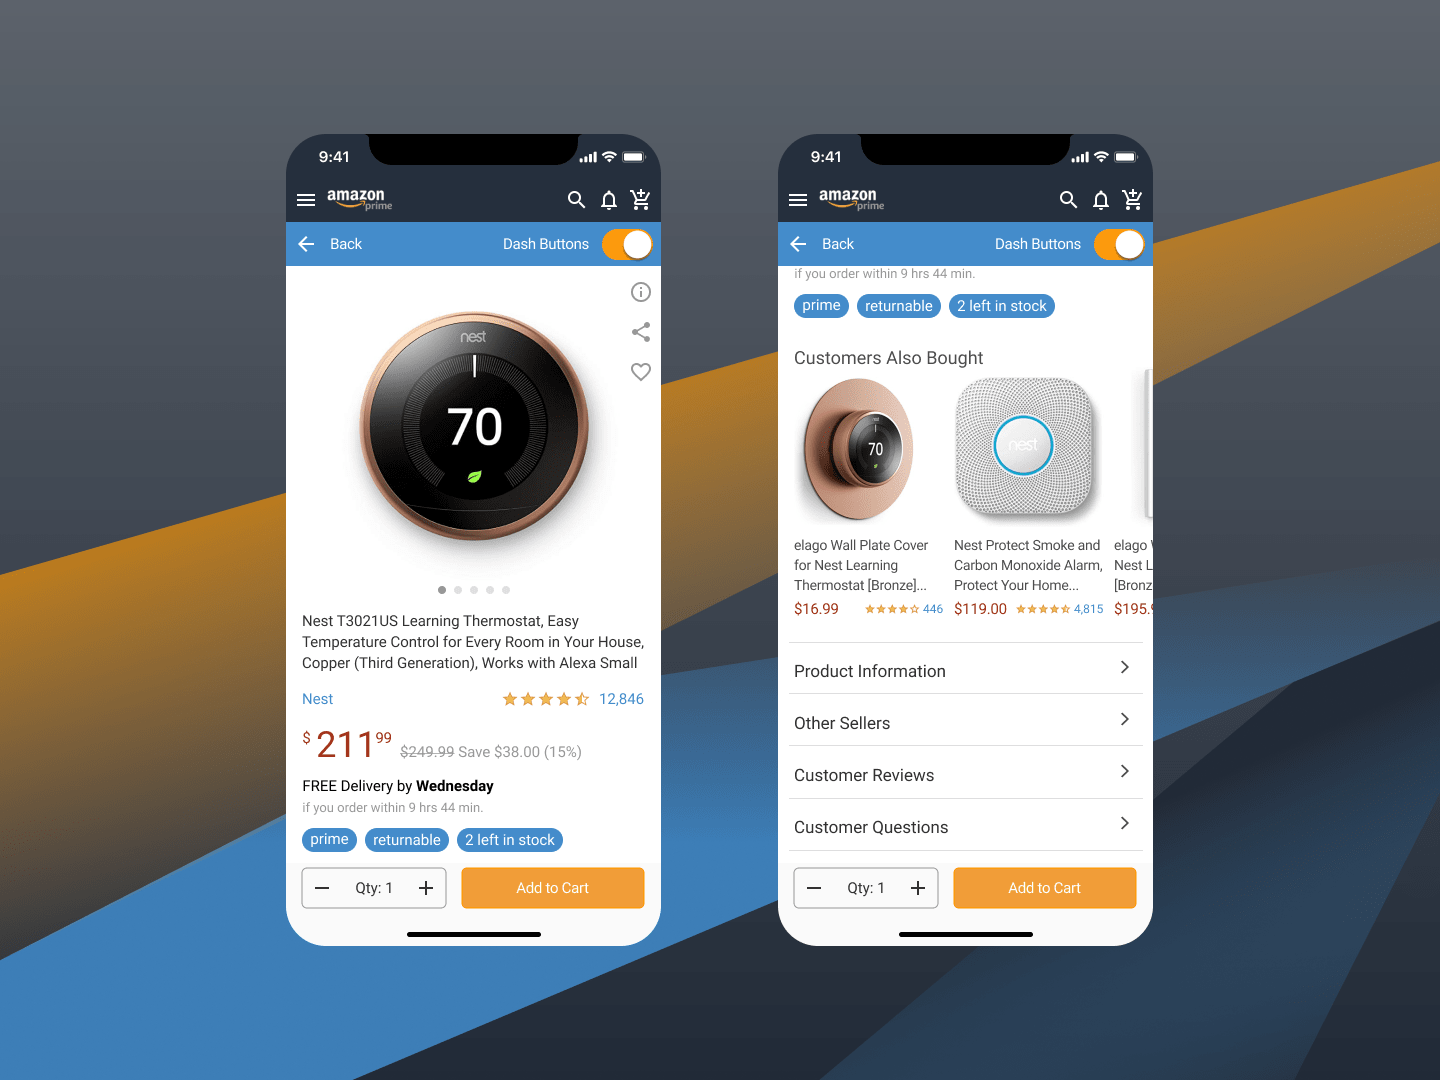 9:41
amazon
prime
Back
Dash Buttons
nest
70
Nest T3021US Learning Thermostat, Easy
Temperature Control for Every Room in Your House,
Copper (Third Generation), Works with Alexa Small
Nest
12,846
$ 211 99
$249.99 Save $38.00 (15%)
FREE Delivery by Wednesday
if you order within 9 hrs 44 min.
prime
returnable
2 left in stock
Qty: 1
Add to Cart
9:41
amazon
prime
Back
Dash Buttons
if you order within 9 hrs 44 min.
prime
returnable
2 left in stock
Customers Also Bought
70
nest
elago Wall Plate Cover
for Nest Learning
Thermostat [Bronze]...
$16.99
446
Nest Protect Smoke and
Carbon Monoxide Alarm,
Protect Your Home...
$119.00
4,815
elago
Nest L
[Bronz
$195.9
Product Information
Other Sellers
Customer Reviews
Customer Questions
Qty: 1
Add to Cart